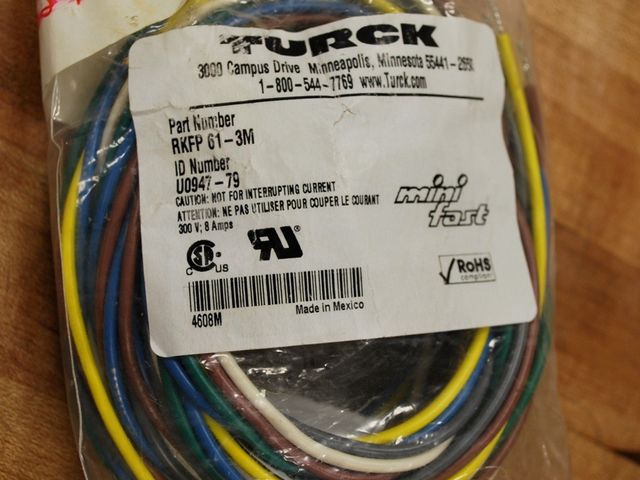 TURCK
3000 Campus Drive Minneapolis, Minnesota 55441-2656
1-800-544-7769 www.Turck.com
Part Number
RKFP 61-3M
ID Number
U0947-79
CAUTION: NOT FOR INTERRUPTING CURRENT
ATTENTION: NE PAS UTILISER POUR COUPER LE COURANT
300 V; 8 Amps
mini
fast
C US
RoHS
compliant
4608M
Made in Mexico